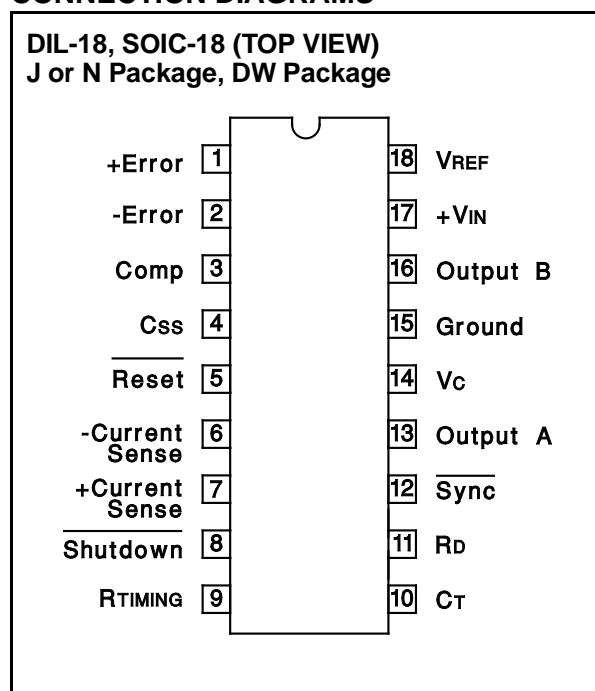 CONNECTION DIAGRAMS
DIL-18, SOIC-18 (TOP VIEW)
J or N Package, DW Package
+Error 1
-Error 2
Comp 3
Css 4
Reset 5
-Current Sense 6
+Current Sense 7
Shutdown 8
RTIMING 9
18 VREF
17 +VIN
16 Output B
15 Ground
14 Vc
13 Output A
12 Sync
11 RD
10 CT